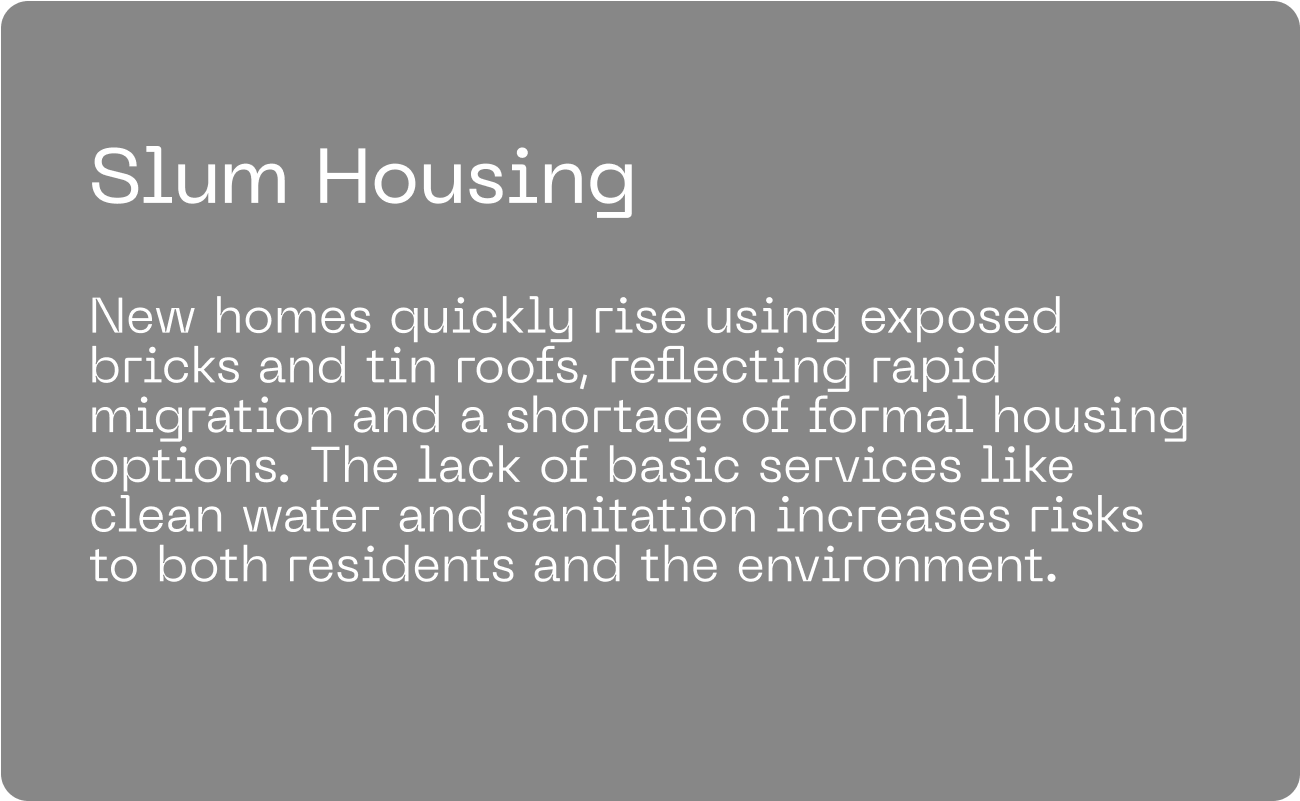 Slum Housing
New homes quickly rise using exposed
bricks and tin roofs, reflecting rapid
migration and a shortage of formal housing
options. The lack of basic services like
clean water and sanitation increases risks
to both residents and the environment.